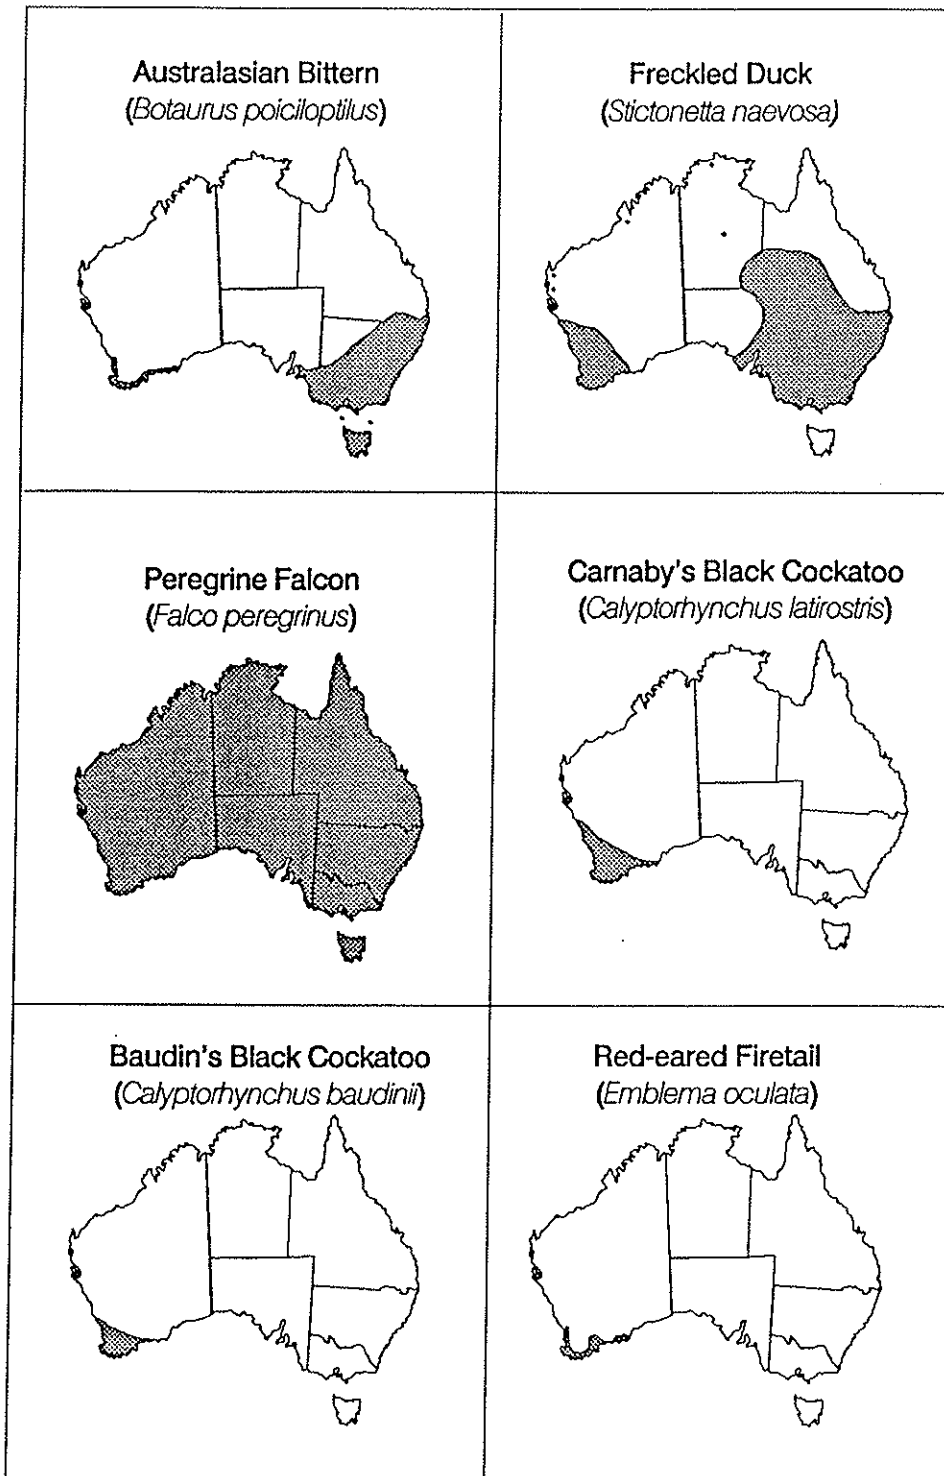 Australasian Bittern
(Botaurus poiciloptilus)
Freckled Duck
(Stictonetta naevosa)
Peregrine Falcon
(Falco peregrinus)
Carnaby's Black Cockatoo
(Calyptorhynchus latirostris)
Baudin's Black Cockatoo
(Calyptorhynchus baudinii)
Red-eared Firetail
(Emblema oculata)